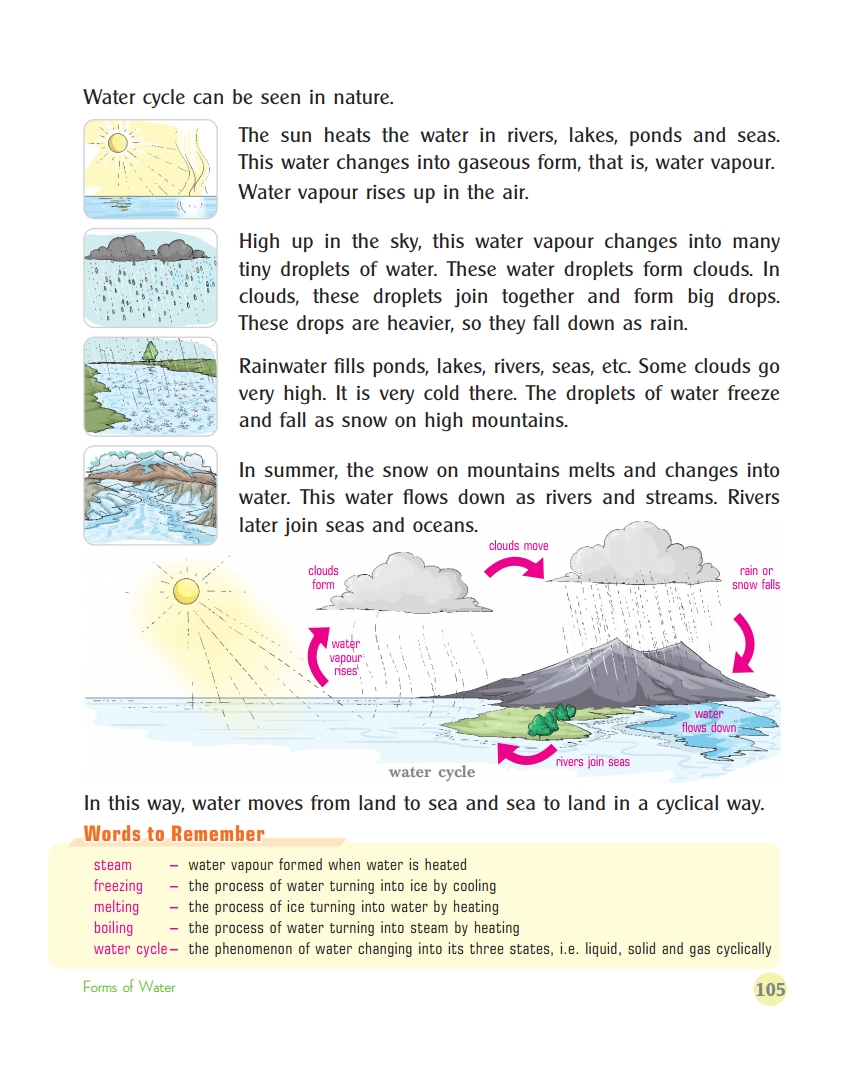 Water cycle can be seen in nature.
The sun heats the water in rivers, lakes, ponds and seas.
This water changes into gaseous form, that is, water vapour.
Water vapour rises up in the air.
High up in the sky, this water vapour changes into many
tiny droplets of water. These water droplets form clouds. In
clouds, these droplets join together and form big drops.
These drops are heavier, so they fall down as rain.
Rainwater fills ponds, lakes, rivers, seas, etc. Some clouds go
very high. It is very cold there. The droplets of water freeze
and fall as snow on high mountains.
In summer, the snow on mountains melts and changes into
water. This water flows down as rivers and streams. Rivers
later join seas and oceans.
clouds move
clouds
form
rain or
snow falls
water
vapour
rises
water
flows down
rivers join seas
water cycle
In this way, water moves from land to sea and sea to land in a cyclical way.
Words to Remember
steam – water vapour formed when water is heated
freezing – the process of water turning into ice by cooling
melting – the process of ice turning into water by heating
boiling – the process of water turning into steam by heating
water cycle – the phenomenon of water changing into its three states, i.e. liquid, solid and gas cyclically
Forms of Water
105